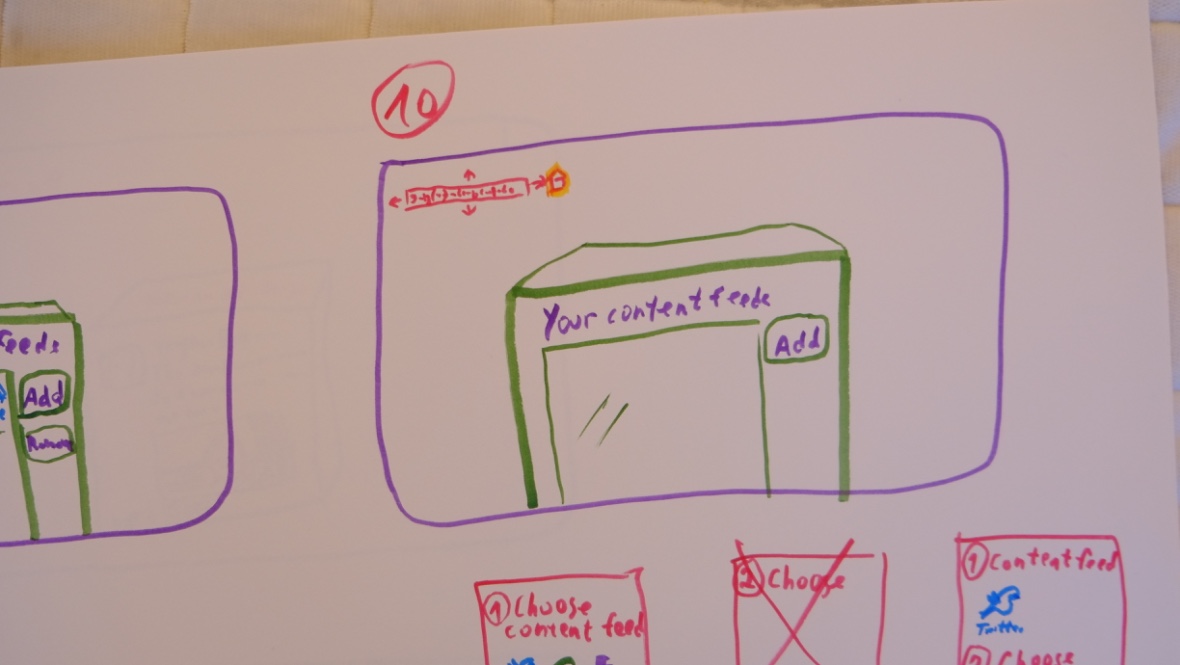 10
Your content feeds
Add
Feeds
Add
Remove
① Choose
content feed
② Choose
① Content feed
Twitter
② Choose